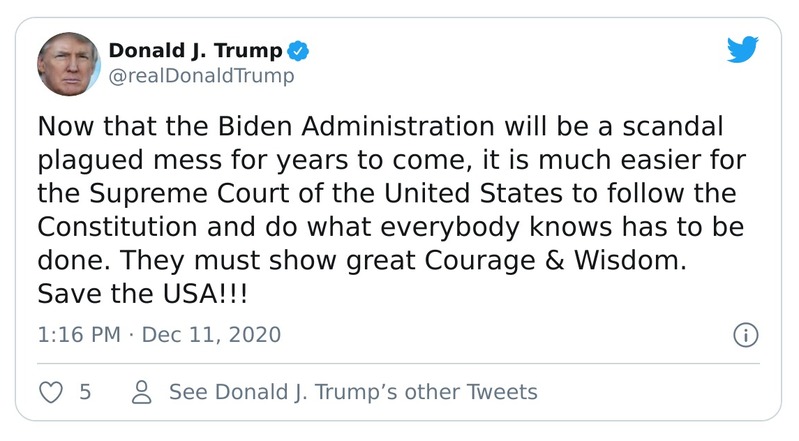 Donald J. Trump
@realDonaldTrump
Now that the Biden Administration will be a scandal
plagued mess for years to come, it is much easier for
the Supreme Court of the United States to follow the
Constitution and do what everybody knows has to be
done. They must show great Courage & Wisdom.
Save the USA!!!
1:16 PM · Dec 11, 2020
5
See Donald J. Trump’s other Tweets